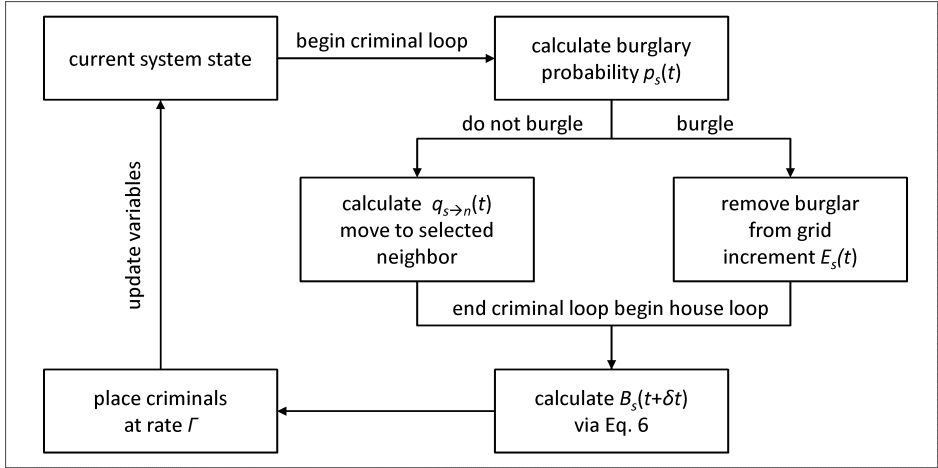 current system state
begin criminal loop
calculate burglary
probability pₛ(t)
do not burgle
burgle
calculate qₛ→ₙ(t)
move to selected
neighbor
remove burglar
from grid
increment Eₛ(t)
update variables
end criminal loop begin house loop
place criminals
at rate Γ
calculate Bₛ(t+δt)
via Eq. 6